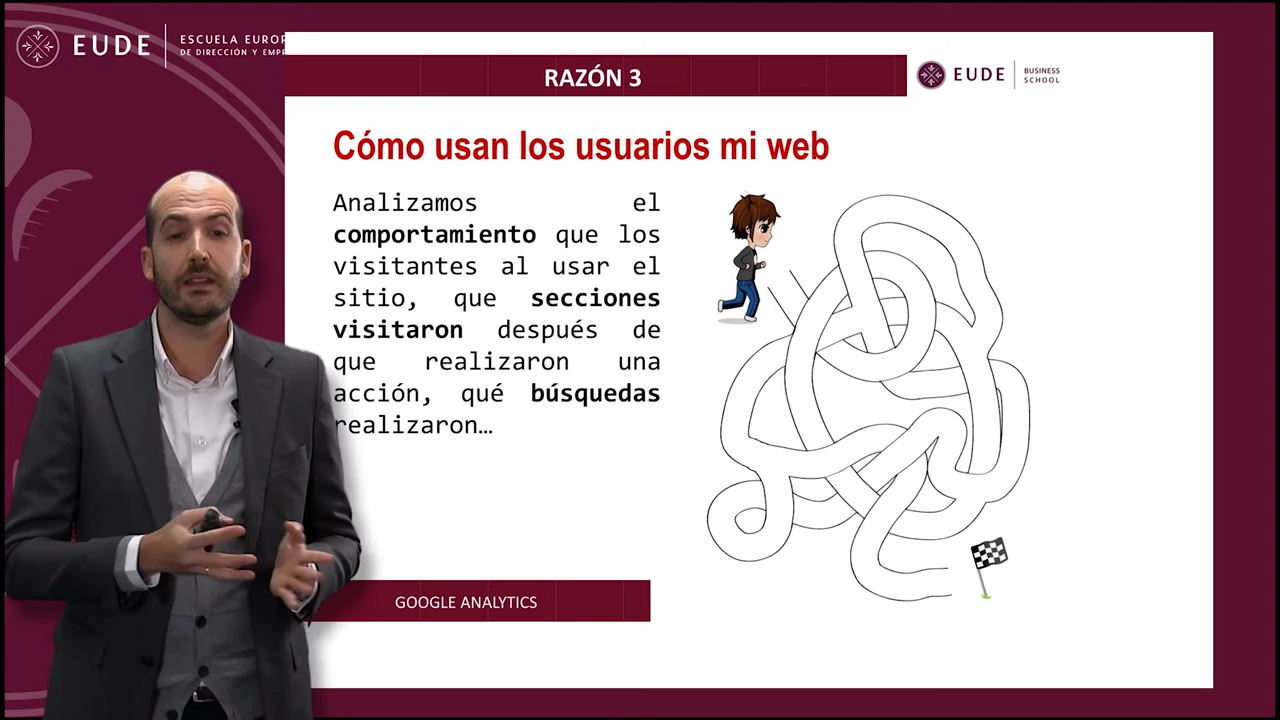 EUDE
ESCUELA EUROP
DE DIRECCIÓN Y EMPR
RAZÓN 3
EUDE
BUSINESS
SCHOOL
Cómo usan los usuarios mi web
Analizamos el
comportamiento que los
visitantes al usar el
sitio, que secciones
visitaron después de
que realizaron una
acción, qué búsquedas
realizaron…
GOOGLE ANALYTICS